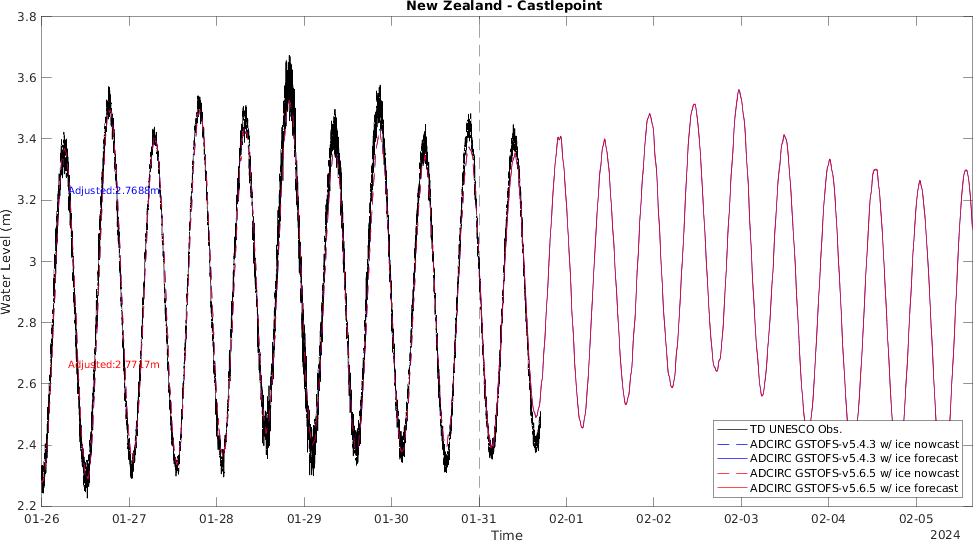 New Zealand - Castlepoint
3.8
3.6
3.4
3.2
3
2.8
2.6
2.4
2.2
Water Level (m)
Adjusted:2.7688m
Adjusted:2.7717m
TD UNESCO Obs.
ADCIRC GSTOFS-v5.4.3 w/ ice nowcast
ADCIRC GSTOFS-v5.4.3 w/ ice forecast
ADCIRC GSTOFS-v5.6.5 w/ ice nowcast
ADCIRC GSTOFS-v5.6.5 w/ ice forecast
01-26 01-27 01-28 01-29 01-30 01-31 02-01 02-02 02-03 02-04 02-05
Time
2024